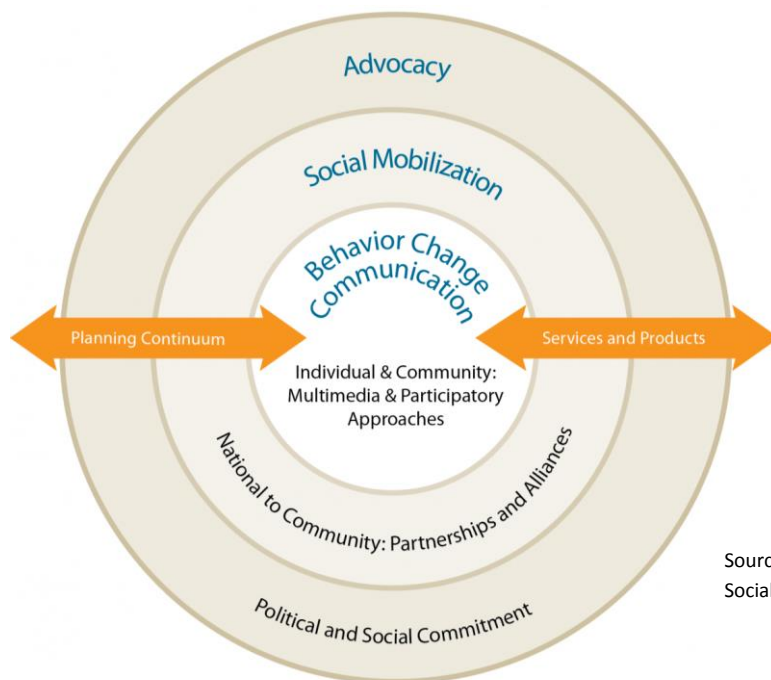 Advocacy
Social Mobilization
Behavior Change
Communication
Planning Continuum
Services and Products
Individual & Community:
Multimedia & Participatory
Approaches
National to Community: Partnerships and Alliances
Political and Social Commitment
Social